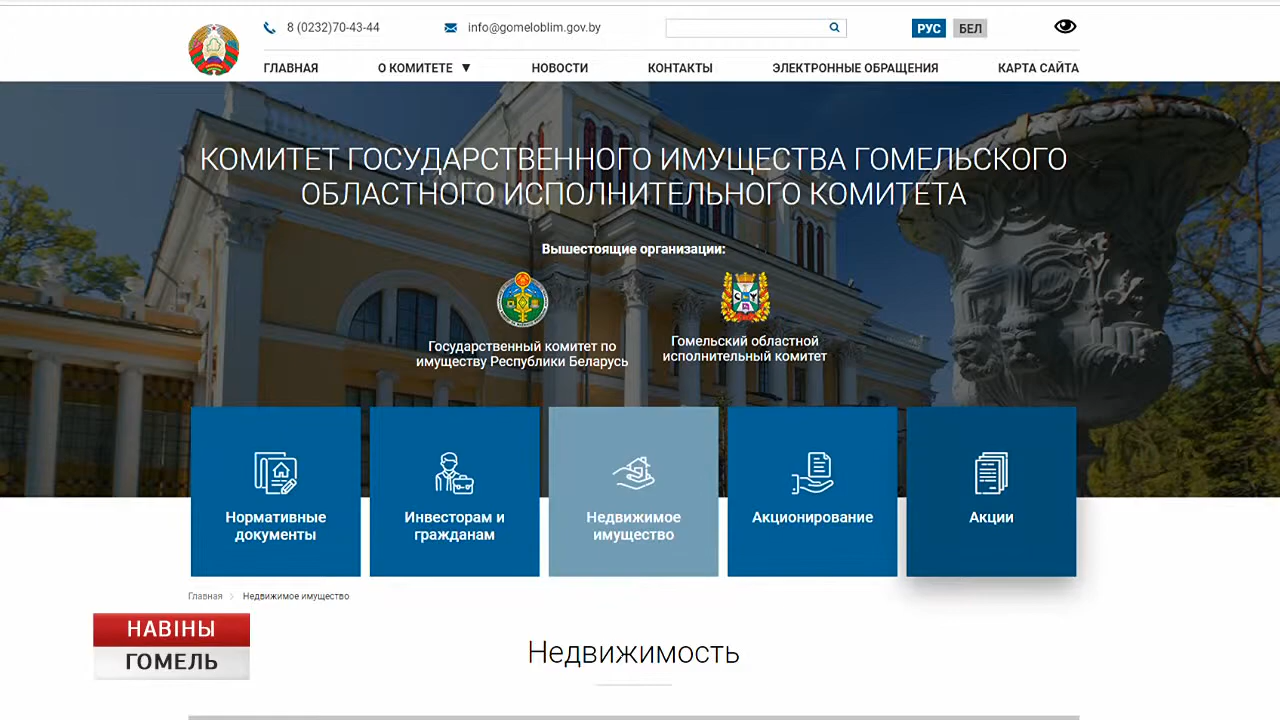 8 (0232)70-43-44
info@gomeloblim.gov.by
РУС
БЕЛ
ГЛАВНАЯ
О КОМИТЕТЕ ▼
НОВОСТИ
КОНТАКТЫ
ЭЛЕКТРОННЫЕ ОБРАЩЕНИЯ
КАРТА САЙТА
КОМИТЕТ ГОСУДАРСТВЕННОГО ИМУЩЕСТВА ГОМЕЛЬСКОГО
ОБЛАСТНОГО ИСПОЛНИТЕЛЬНОГО КОМИТЕТА
Вышестоящие организации:
Государственный комитет по
имуществу Республики Беларусь
Гомельский областной
исполнительный комитет
Нормативные
документы
Инвесторам и
гражданам
Недвижимое
имущество
Акционирование
Акции
Главная > Недвижимое имущество
НАВІНЫ
ГОМЕЛЬ
Недвижимость